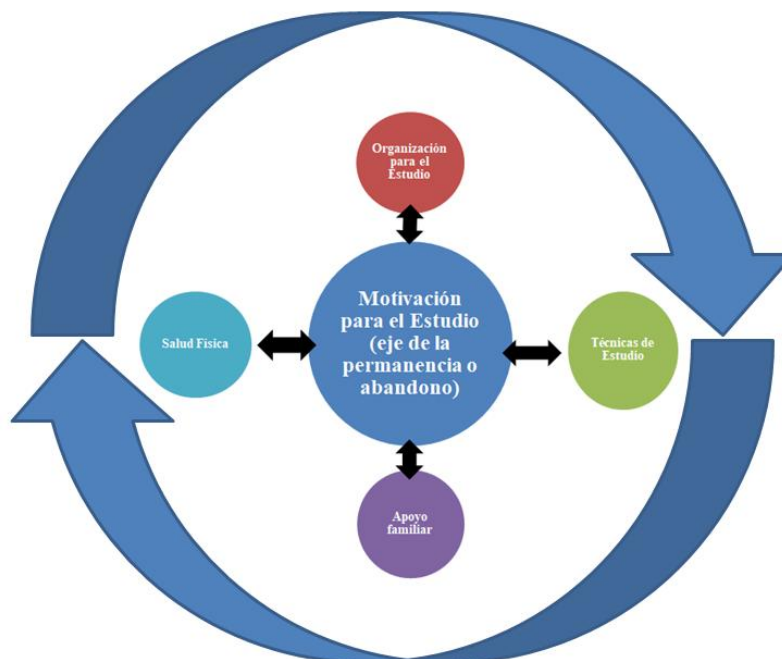 Organización
para el
Estudio
Motivación
para el Estudio
(eje de la
permanencia o
abandono)
Salud Física
Técnicas de
Estudio
Apoyo
familiar